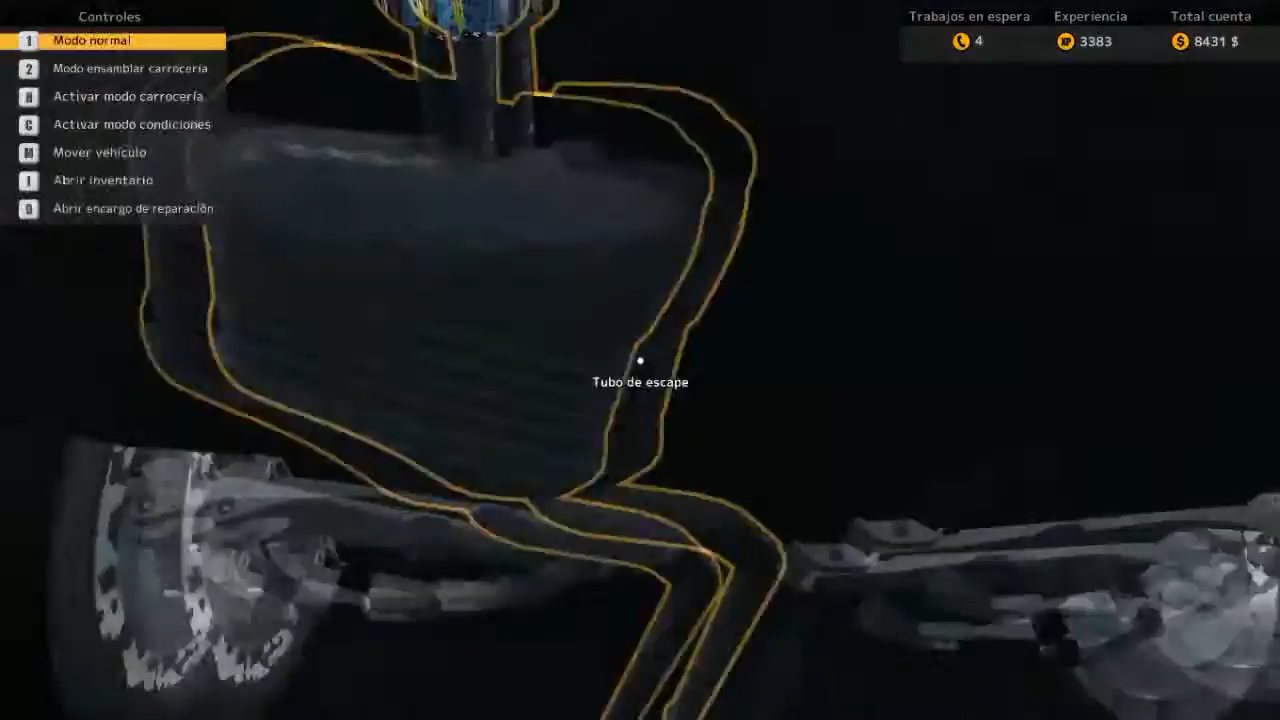 Controles
1 Modo normal
2 Modo ensamblar carrocería
Activar modo carrocería
C Activar modo condiciones
M Mover vehículo
I Abrir inventario
Abrir encargo de reparación
Trabajos en espera
4
Experiencia
XP 3383
Total cuenta
$ 8431 $
Tubo de escape